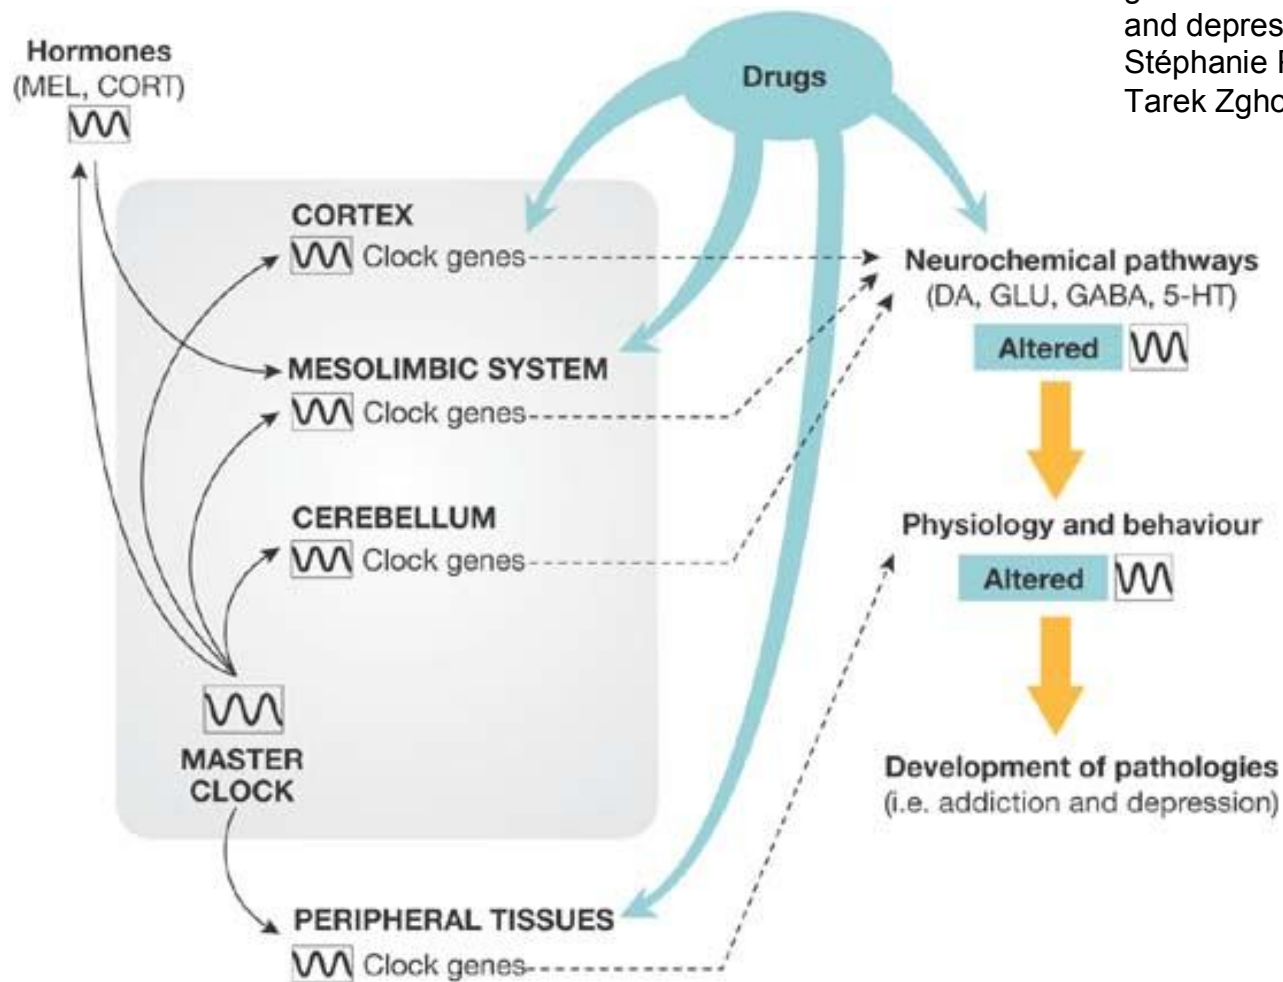 and depres
Stéphanie
Tarek
Hormones
(MEL, CORT)
Drugs
CORTEX
Clock genes
MESOLIMBIC SYSTEM
Clock genes
CEREBELLUM
Clock genes
MASTER
CLOCK
PERIPHERAL TISSUES
Clock genes
Neurochemical pathways
(DA, GLU, GABA, 5-HT)
Altered
Physiology and behaviour
Altered
Development of pathologies
(i.e. addiction and depression)